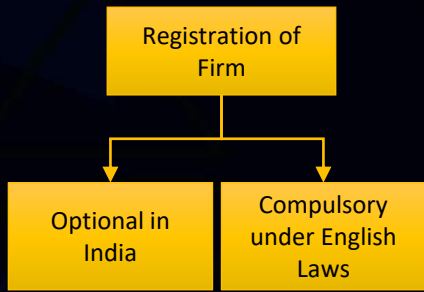 Registration of
Firm
Optional in
India
Compulsory
under English
Laws